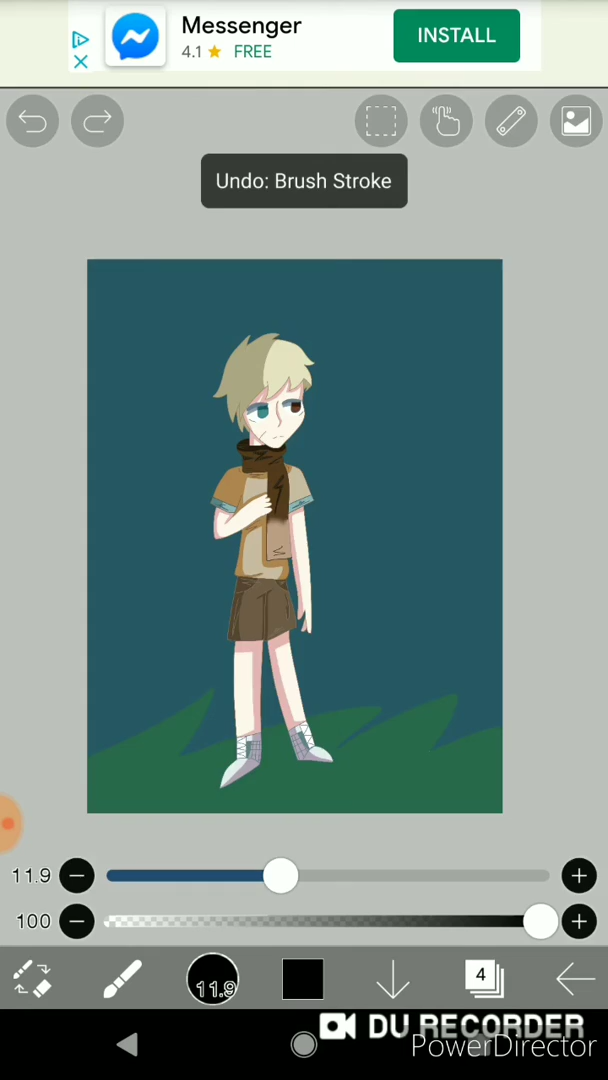 Messenger
4.1 ★ FREE
INSTALL
Undo: Brush Stroke
11.9
100
11.9
4
DU RECORDER
PowerDirector